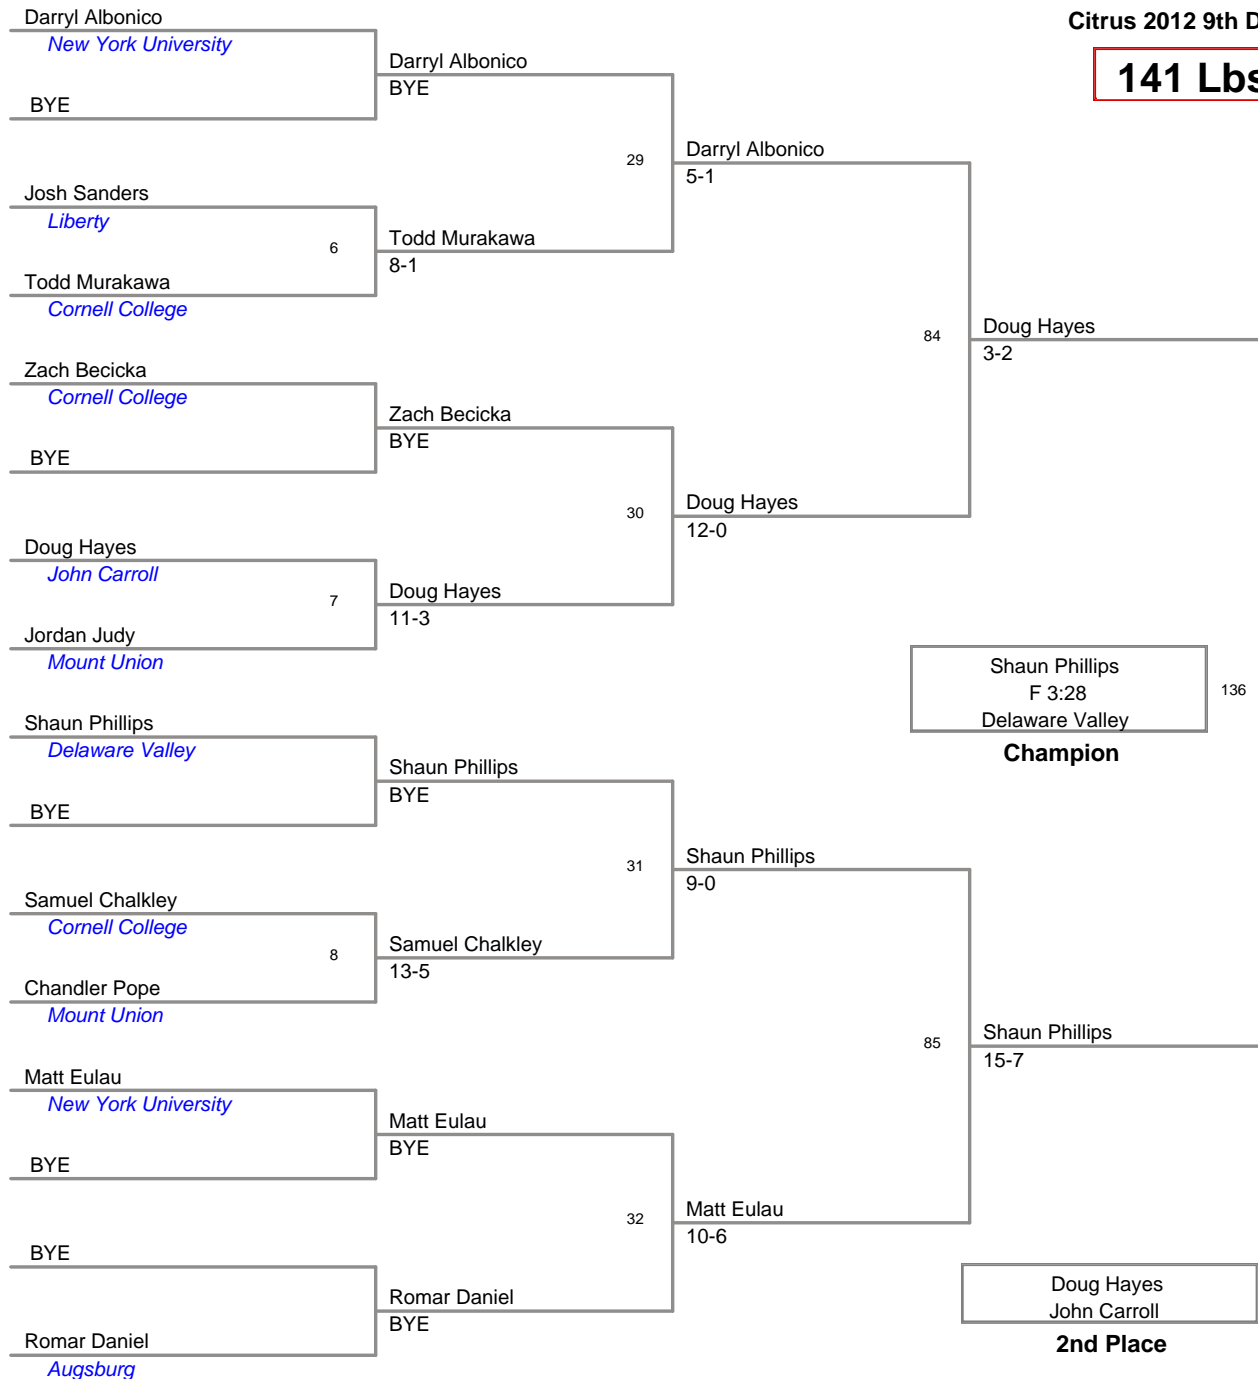 Citrus 2012 9th D
141 Lbs
Darryl Albonico
New York University
BYE
Josh Sanders
Liberty
6
Todd Murakawa
Cornell College
Zach Becicka
Cornell College
BYE
Doug Hayes
John Carroll
7
Jordan Judy
Mount Union
Shaun Phillips
Delaware Valley
BYE
Samuel Chalkley
Cornell College
8
Chandler Pope
Mount Union
Matt Eulau
New York University
BYE
BYE
Romar Daniel
Augsburg
Darryl Albonico
BYE
29
Todd Murakawa
8-1
Zach Becicka
BYE
30
Doug Hayes
11-3
Shaun Phillips
BYE
31
Samuel Chalkley
13-5
Matt Eulau
BYE
32
Romar Daniel
BYE
Darryl Albonico
5-1
84
Doug Hayes
12-0
Shaun Phillips
9-0
85
Matt Eulau
10-6
Doug Hayes
3-2
Shaun Phillips
F 3:28
Delaware Valley
136
Champion
Shaun Phillips
15-7
Doug Hayes
John Carroll
2nd Place